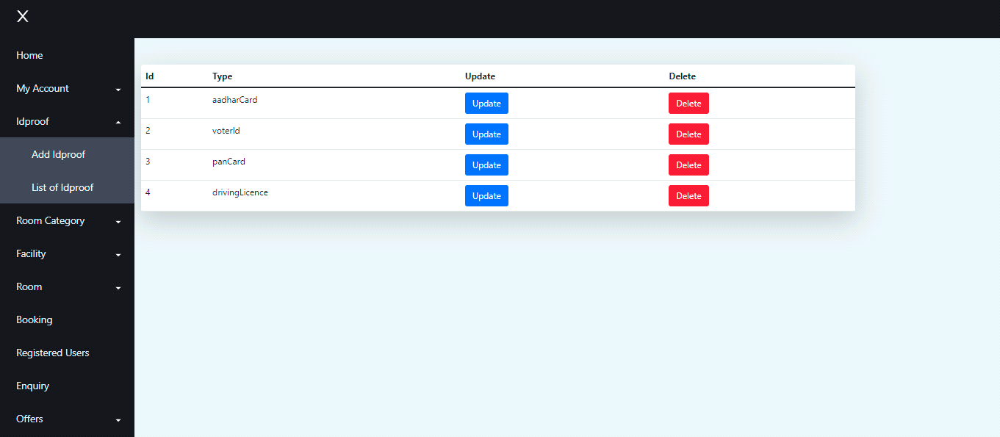 X
Home
My Account
Idproof
Add Idproof
List of Idproof
Room Category
Facility
Room
Booking
Registered Users
Enquiry
Offers
Id Type Update Delete
1 aadharCard Update Delete
2 voterId Update Delete
3 panCard Update Delete
4 drivingLicence Update Delete